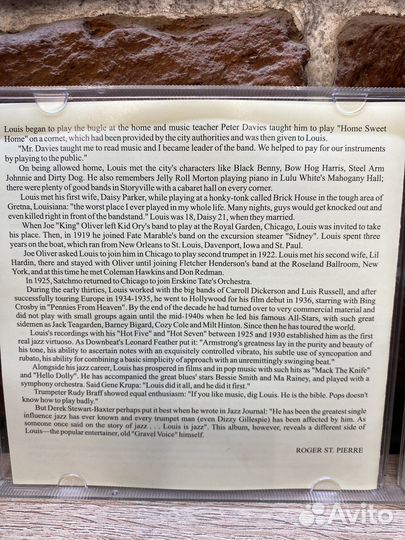 Louis began to play the bugle at the home and music teacher Peter Davies taught him to play "Home Sweet
Home" on a cornet, which had been provided by the city authorities and was then given to Louis.
"Mr. Davies taught me to read music and I became leader of the band. We helped to pay for our instruments
by playing to the public."
On being allowed home, Louis met the city's characters like Black Benny, Bow Hog Harris, Steel Arm
Johnnie and Dirty Dog. He also remembers Jelly Roll Morton playing piano in Lulu White's Mahogany Hall;
there were plenty of good bands in Storyville with a cabaret hall on every corner.
Louis met his first wife, Daisy Parker, while playing at a honky-tonk called Brick House in the tough area of
Gretna, Louisiana: "the worst place I ever played in my whole life. Many nights, guys would get knocked out and
even killed right in front of the bandstand." Louis was 18, Daisy 21, when they married.
When Joe "King" Oliver left Kid Ory's band to play at the Royal Garden, Chicago, Louis was invited to take
his place. Then, in 1919 he joined Fate Marable's band on the excursion steamer "Sidney". Louis spent three
years on the boat, which ran from New Orleans to St. Louis, Davenport, Iowa and St. Paul.
Joe Oliver asked Louis to join him in Chicago to play second trumpet in 1922. Louis met his second wife, Lil
Hardin, there and stayed with Oliver until joining Fletcher Henderson's band at the Roseland Ballroom, New
York, and at this time he met Coleman Hawkins and Don Redman.
In 1925, Satchmo returned to Chicago to join Erskine Tate's Orchestra.
During the early thirties, Louis worked with the big bands of Carroll Dickerson and Luis Russell, and after
successfully touring Europe in 1934-1935, he went to Hollywood for his film debut in 1936, starring with Bing
Crosby in "Pennies From Heaven". By the end of the decade he had turned over to very commercial material and
did not play with small groups again until the mid-1940s when he led his famous All-Stars, with such great
sidesmen as Jack Teagarden, Barney Bigard, Cozy Cole and Milt Hinton. Since then he has toured the world.
Louis's recordings with his "Hot Five" and "Hot Seven" between 1925 and 1930 established him as the first
real jazz virtuoso. As Downbeat's Leonard Feather put it: "Armstrong's greatness lay in the purity and beauty of
his tone, his ability to ascertain notes with an exquisitely controlled vibrato, his subtle use of syncopation and
rubato, his ability for combining a basic simplicity of approach with an unremittingly swinging beat."
Alongside his jazz career, Louis has prospered in films and in pop music with such hits as "Mack The Knife"
and "Hello Dolly". He has accompanied the great blues' stars Bessie Smith and Ma Rainey, and played with a
symphony orchestra. Said Gene Krupa: "Louis did it all, and he did it first."
Trumpeter Rudy Braff showed equal enthusiasm: "If you like music, dig Louis. He is the bible. Pops doesn't
know how to play badly."
But Derek Stewart-Baxter perhaps put it best when he wrote in Jazz Journal: "He has been the greatest single
influence jazz has ever known and every trumpet man (even Dizzy Gillespie) has been affected by him. As
someone once said on the story of jazz . . . Louis is jazz". This album, however, reveals a different side of
Louis—the popular entertainer, old "Gravel Voice" himself.
ROGER ST. PIERRE
Avito